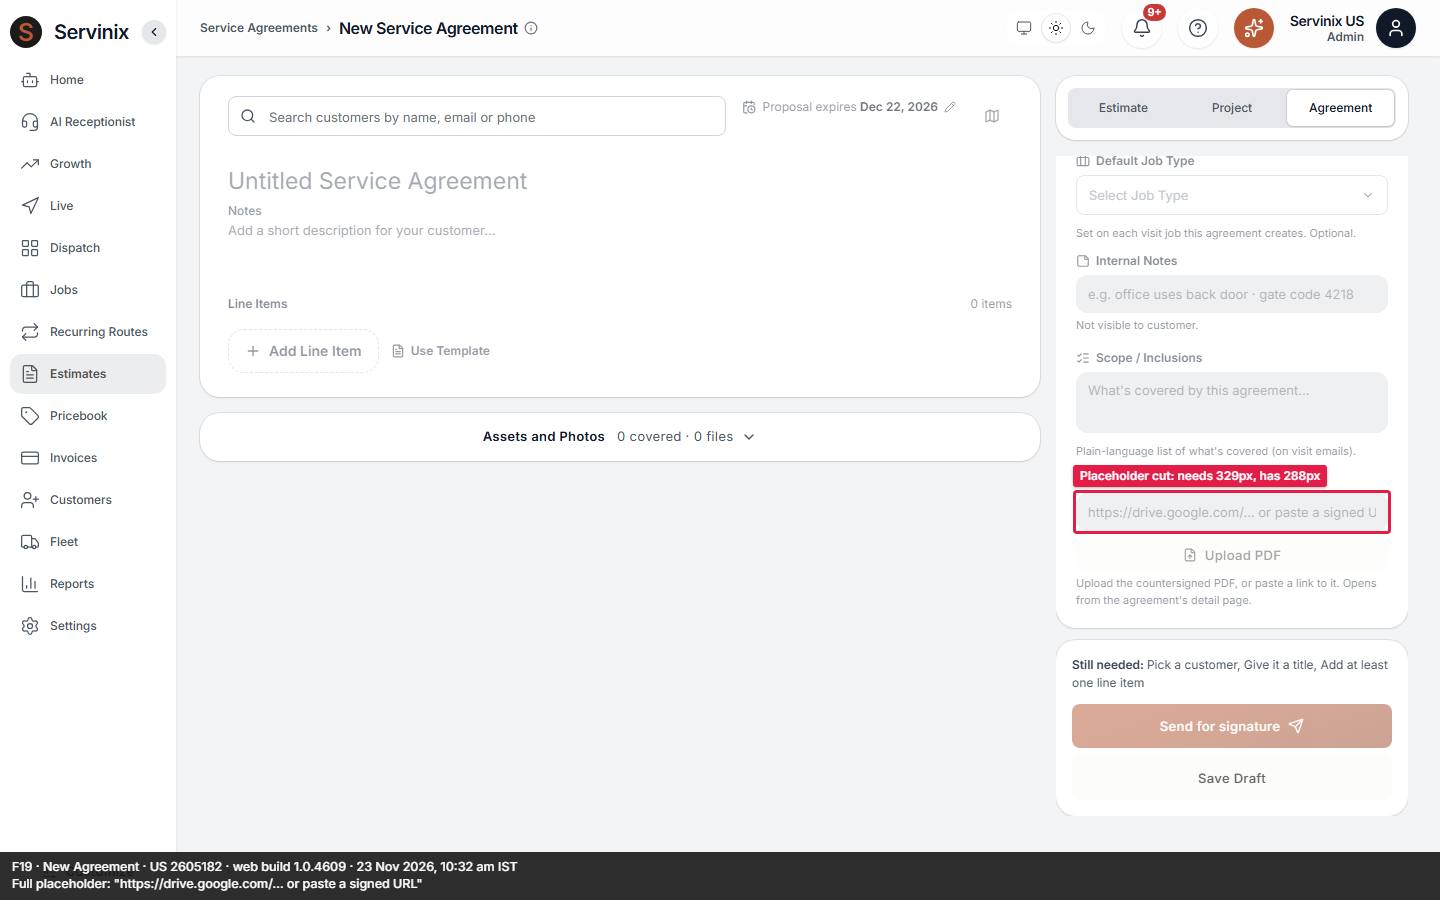 Servinix
Home
AI Receptionist
Growth
Live
Dispatch
Jobs
Recurring Routes
Estimates
Pricebook
Invoices
Customers
Fleet
Reports
Settings
Service Agreements › New Service Agreement
9+
Servinix US
Admin
Search customers by name, email or phone
Proposal expires Dec 22, 2026
Untitled Service Agreement
Notes
Add a short description for your customer...
Line Items
0 items
Add Line Item
Use Template
Assets and Photos 0 covered · 0 files
Estimate
Project
Agreement
Default Job Type
Select Job Type
Set on each visit job this agreement creates. Optional.
Internal Notes
e.g. office uses back door · gate code 4218
Not visible to customer.
Scope / Inclusions
What's covered by this agreement...
Plain-language list of what's covered (on visit emails).
Placeholder cut: needs 329px, has 288px
https://drive.google.com/... or paste a signed U
Upload PDF
Upload the countersigned PDF, or paste a link to it. Opens
from the agreement's detail page.
Still needed: Pick a customer, Give it a title, Add at least
one line item
Send for signature
Save Draft
F19 · New Agreement · US 2605182 · web build 1.0.4609 · 23 Nov 2026, 10:32 am IST
Full placeholder: "https://drive.google.com/... or paste a signed URL"